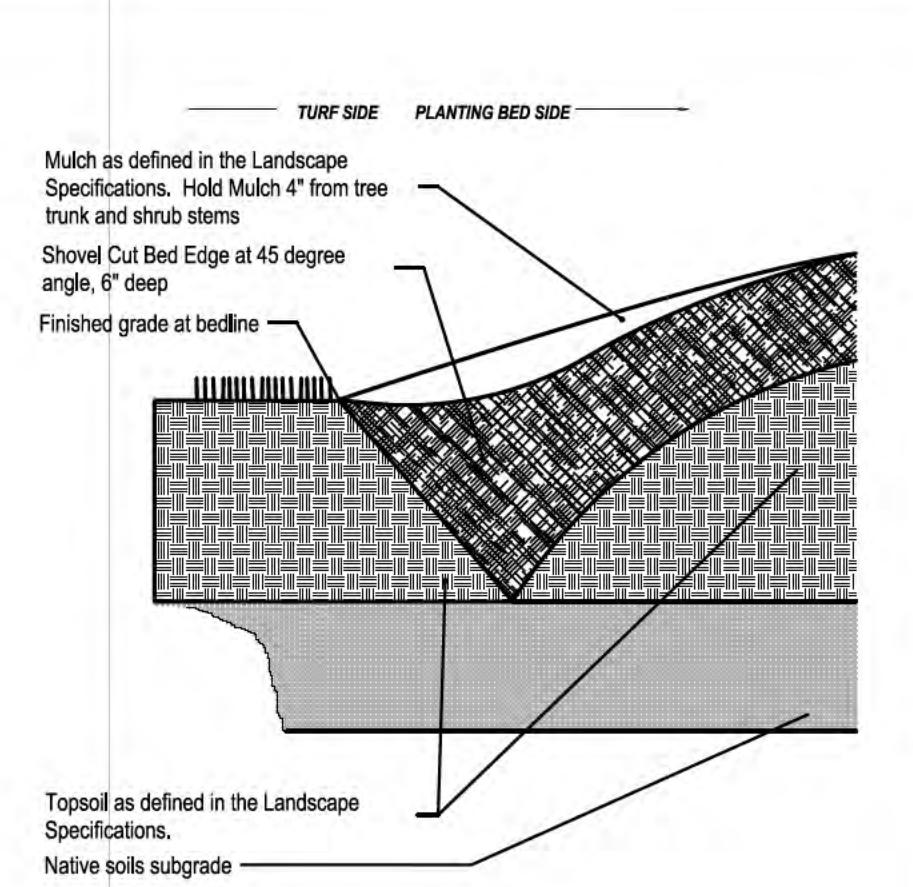 TURF SIDE PLANTING BED SIDE
Mulch as defined in the Landscape
Specifications. Hold Mulch 4" from tree
trunk and shrub stems
Shovel Cut Bed Edge at 45 degree
angle, 6" deep
Finished grade at bedline
Topsoil as defined in the Landscape
Specifications.
Native soils subgrade